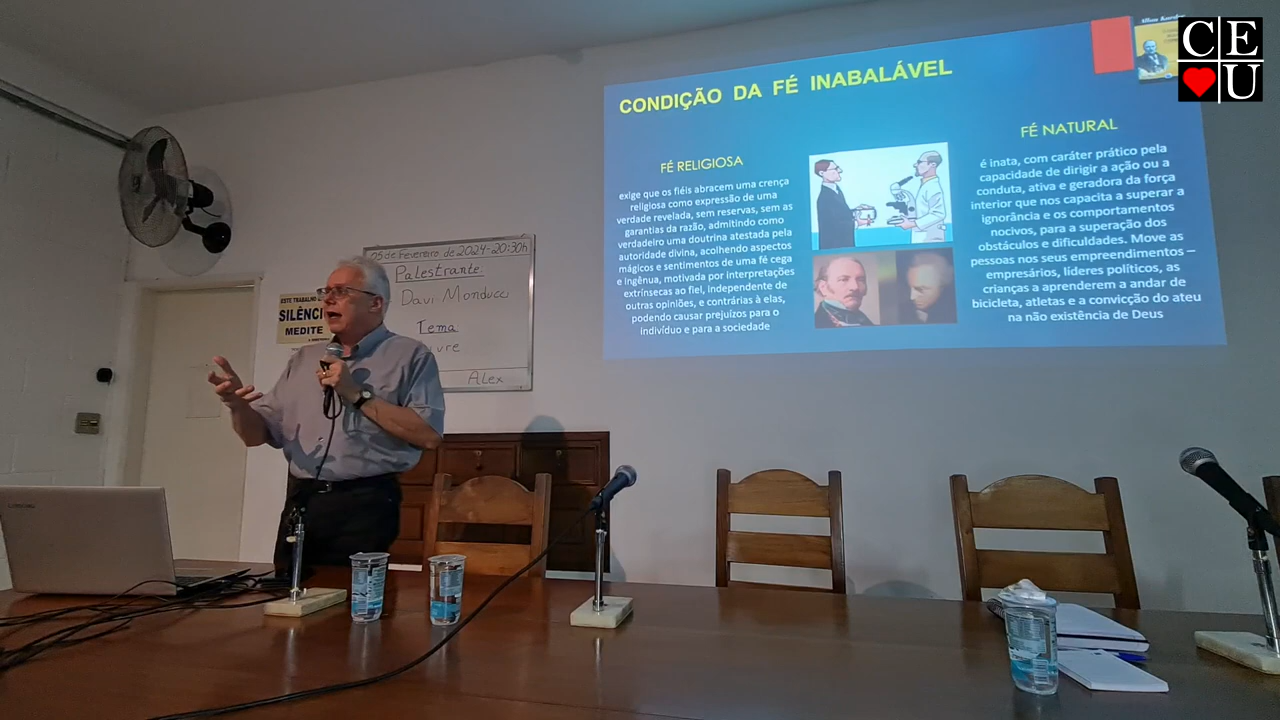 CE
U
CONDIÇÃO DA FÉ INABALÁVEL
FÉ RELIGIOSA
exige que os fiéis abracem uma crença
religiosa como expressão de uma
verdade revelada, sem reservas, sem as
garantias da razão, admitindo como
verdadeiro uma doutrina atestada pela
autoridade divina, acolhendo aspectos
mágicos e sentimentos de uma fé cega
e ingênua, motivada por interpretações
extrínsecas ao fiel, independente de
outras opiniões, e contrárias à elas,
podendo causar prejuízos para o
indivíduo e para a sociedade
FÉ NATURAL
é inata, com caráter prático pela
capacidade de dirigir a ação ou a
conduta, ativa e geradora da força
interior que nos capacita a superar a
ignorância e os comportamentos
nocivos, para a superação dos
obstáculos e dificuldades. Move as
pessoas nos seus empreendimentos –
empresários, líderes políticos, as
crianças a aprenderem a andar de
bicicleta, atletas e a convicção do ateu
na não existência de Deus
05 de Fevereiro de 2024-20:30h
Palestrante:
Davi Monducci
Tema
Livre
Alex
ESTE TRABALHO
SILÊNCI
MEDITE